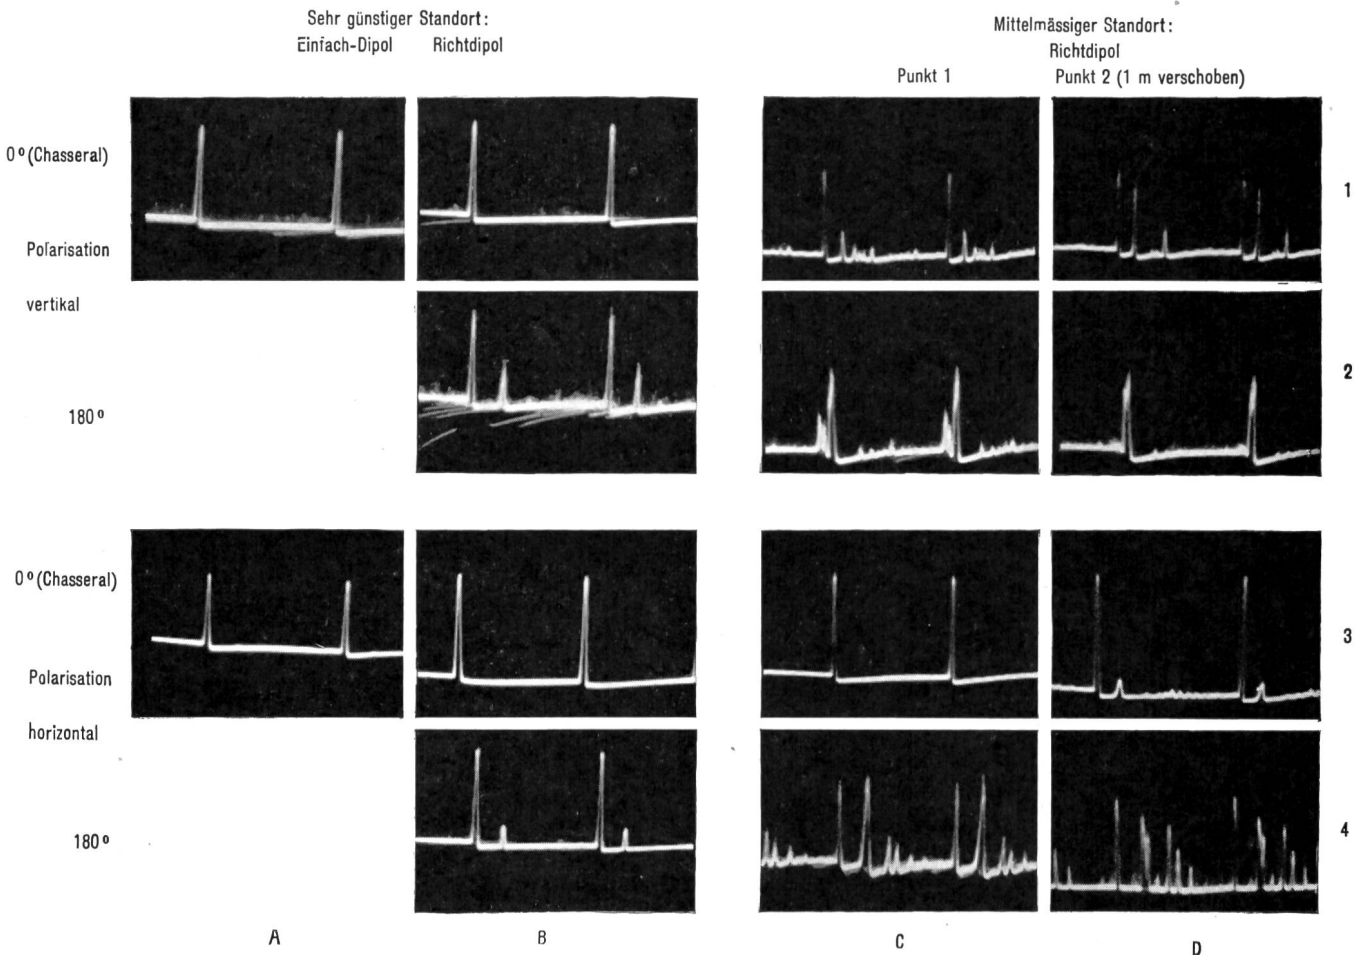 Sehr günstiger Standort:
Einfach-Dipol Richtdipol
Mittelmässiger Standort:
Richtdipol
Punkt 1 Punkt 2 (1 m verschoben)
0° (Chasseral)
1
Polarisation
vertikal
2
180°
0° (Chasseral)
3
Polarisation
horizontal
180°
4
A B C D